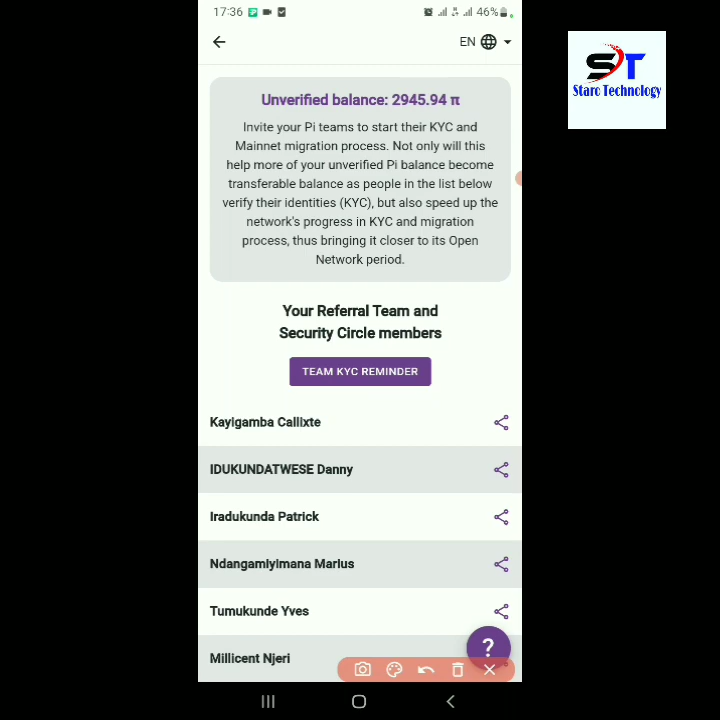 17:36
46%
EN
ST
Starc Technology
Unverified balance: 2945.94 π
Invite your Pi teams to start their KYC and
Mainnet migration process. Not only will this
help more of your unverified Pi balance become
transferable balance as people in the list below
verify their identities (KYC), but also speed up the
network's progress in KYC and migration
process, thus bringing it closer to its Open
Network period.
Your Referral Team and
Security Circle members
TEAM KYC REMINDER
Kayigamba Callixte
IDUKUNDATWESE Danny
Iradukunda Patrick
Ndangamiyimana Marius
Tumukunde Yves
?
Millicent Njeri